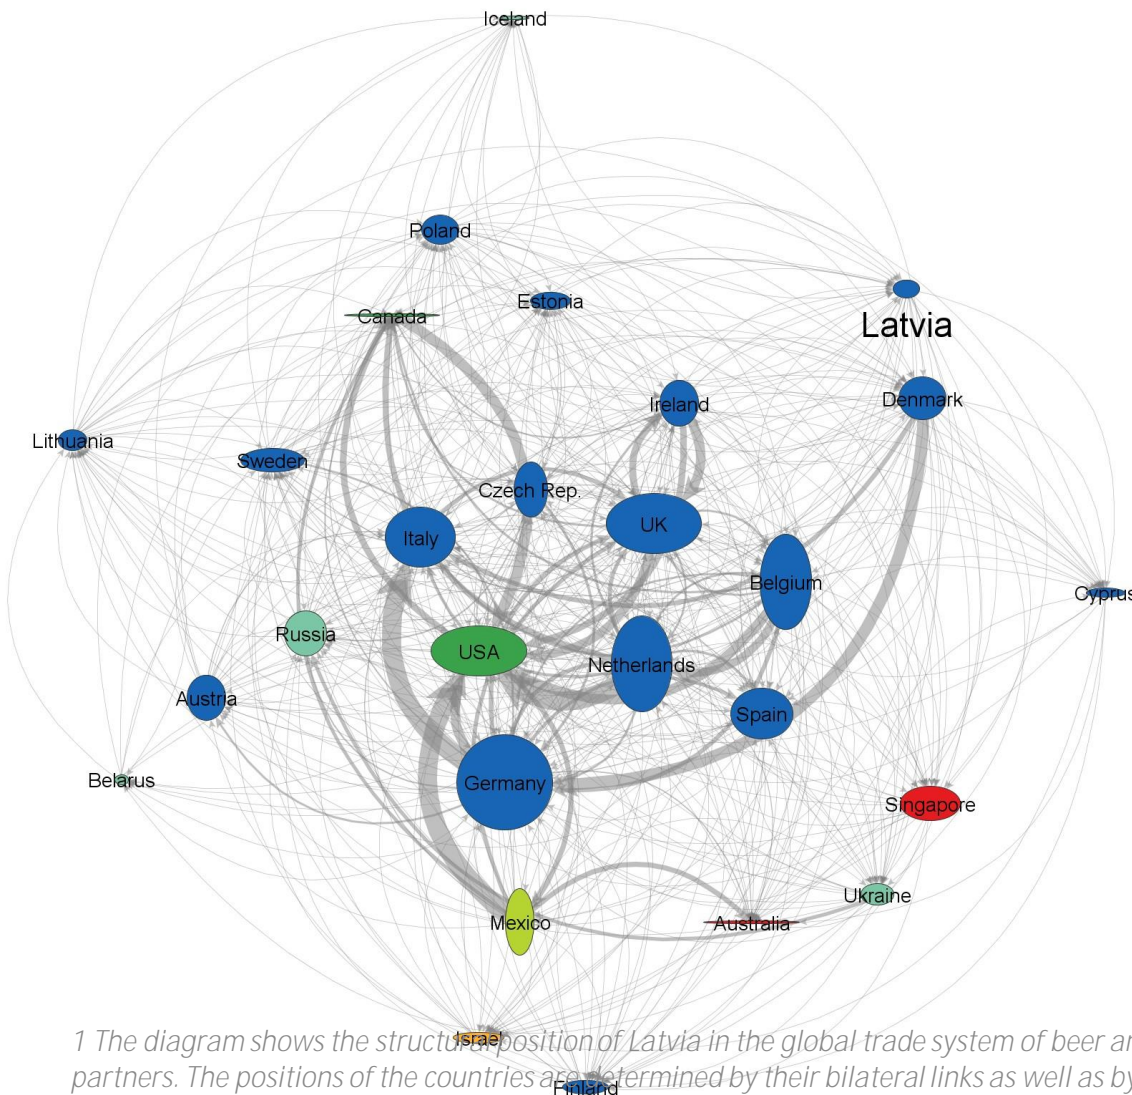 Iceland
Poland
Latvia
Estonia
Canada
Denmark
Ireland
Lithuania
Sweden
Czech Rep.
UK
Italy
Belgium
Cyprus
Russia
USA
Netherlands
Austria
Spain
Belarus
Germany
Singapore
Ukraine
Mexico
Australia
Israel
1 The diagram shows the structural position of Latvia in the global trade system of beer
partners. The positions of the countries are determined by their bilateral links as well as by
Finland